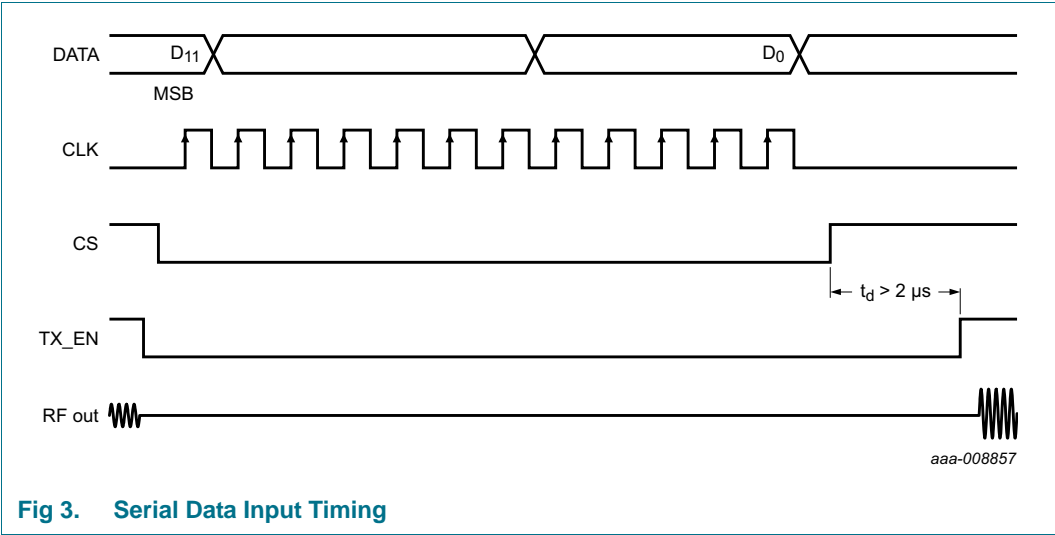 DATA
D11
D0
MSB
CLK
CS
td > 2 µs
TX_EN
RF out
aaa-008857
Fig 3. Serial Data Input Timing